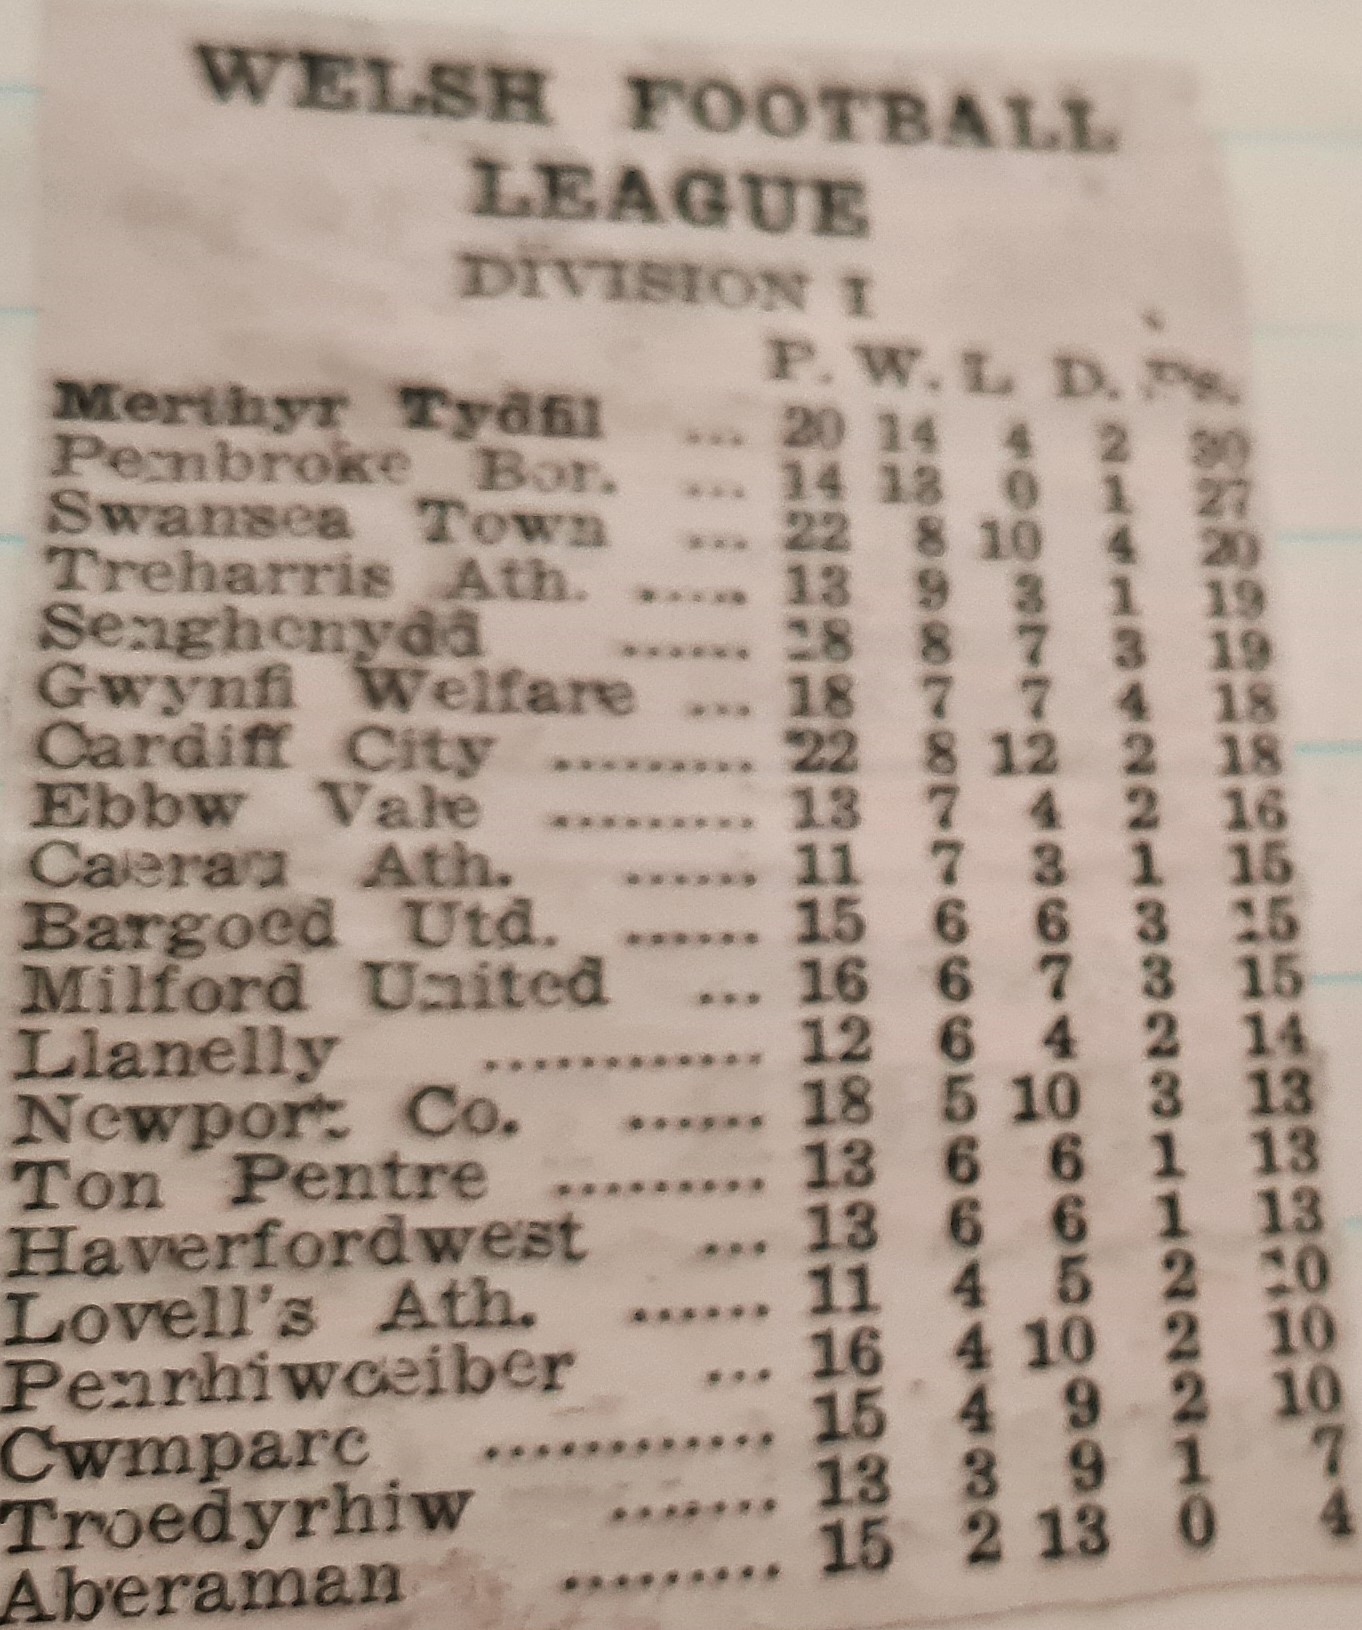 WELSH FOOTBALL
LEAGUE
DIVISION I
P. W. L. D. Ps.
Merthyr Tydfil ... 20 14 4 2 30
Pembroke Bor. ... 14 13 0 1 27
Swansea Town ... 22 8 10 4 20
Treharris Ath. ...... 13 9 3 1 19
Senghenydd ...... 18 8 7 3 19
Gwynfi Welfare ... 18 7 7 4 18
Cardiff City ......... 22 8 12 2 18
Ebbw Vale ......... 13 7 4 2 16
Caerau Ath. ...... 11 7 3 1 15
Bargoed Utd. ...... 15 6 6 3 15
Milford United ... 16 6 7 3 15
Llanelly ............ 12 6 4 2 14
Newport Co. ...... 18 5 10 3 13
Ton Pentre ......... 13 6 6 1 13
Haverfordwest ... 13 6 6 1 13
Lovell's Ath. ...... 11 4 5 2 10
Penrhiwceiber ... 16 4 10 2 10
Cwmparc ............ 15 4 9 2 10
Troedyrhiw ....... 13 3 9 1 7
Aberaman ......... 15 2 13 0 4